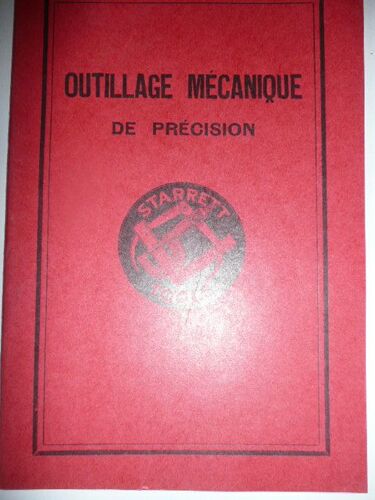 OUTILLAGE MÉCANIQUE
DE PRÉCISION
STARRETT